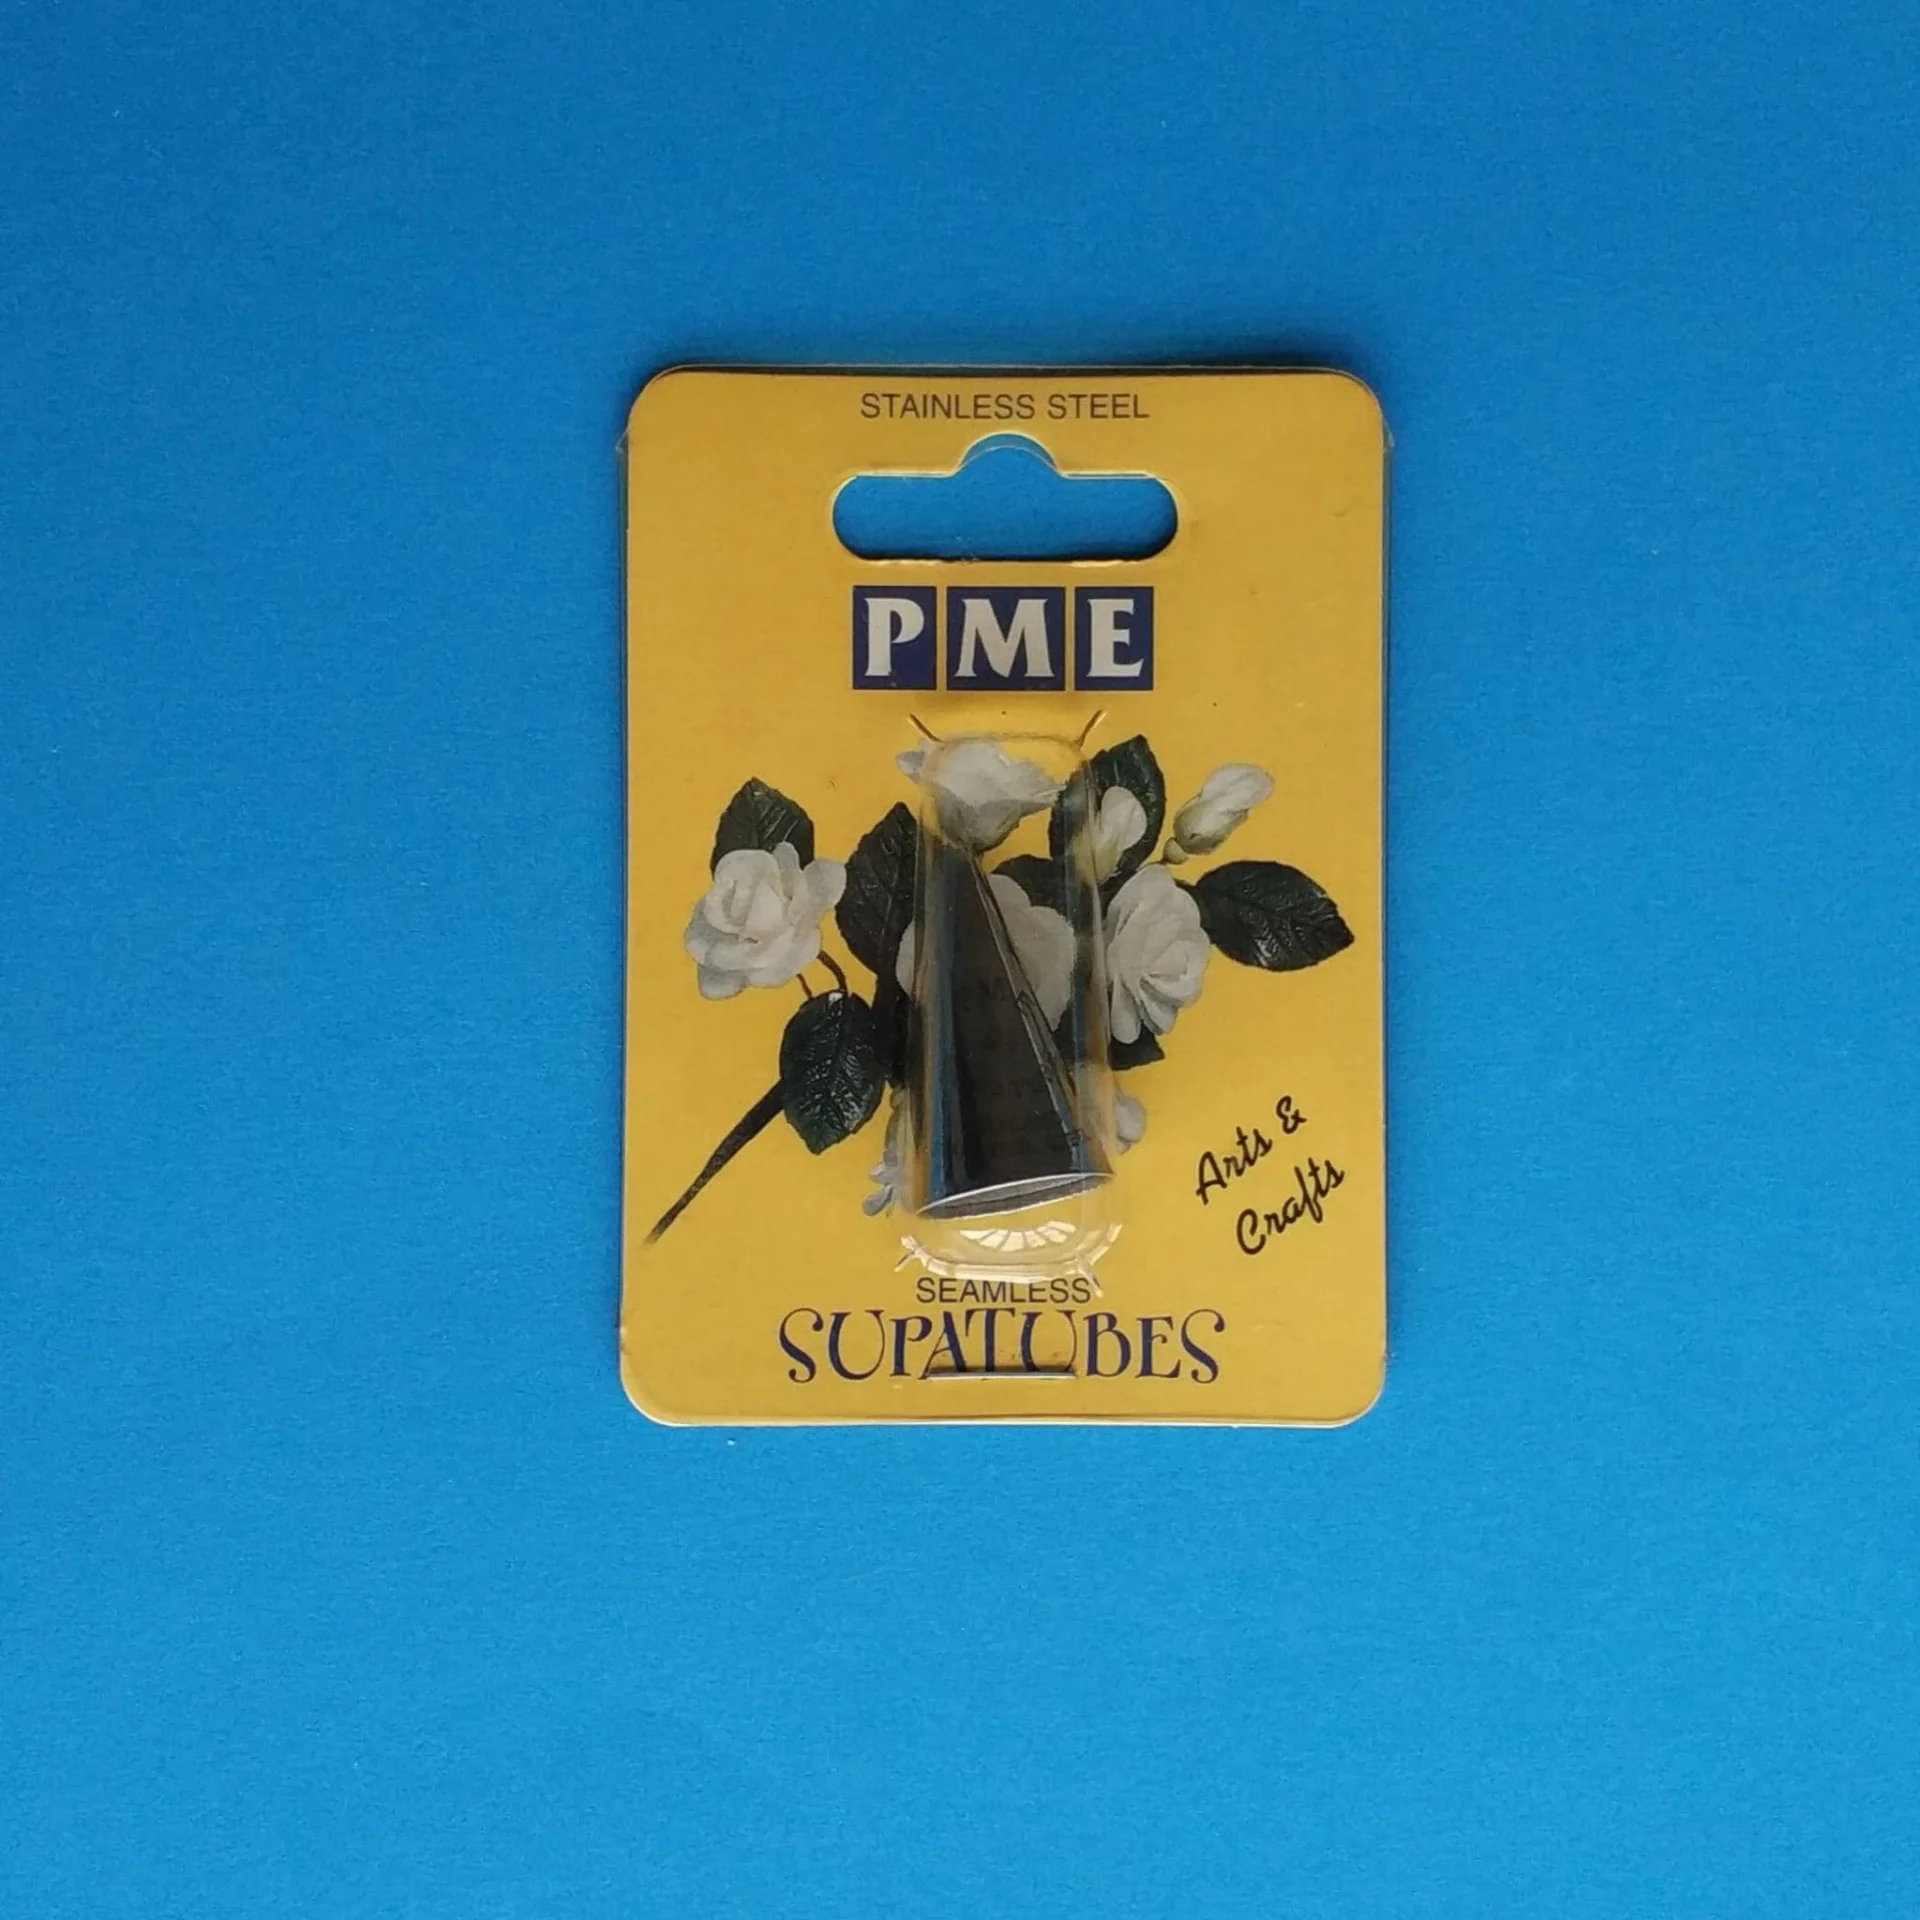 STAINLESS STEEL
PME
Arts &
Crafts
SEAMLESS
SUPATUBES